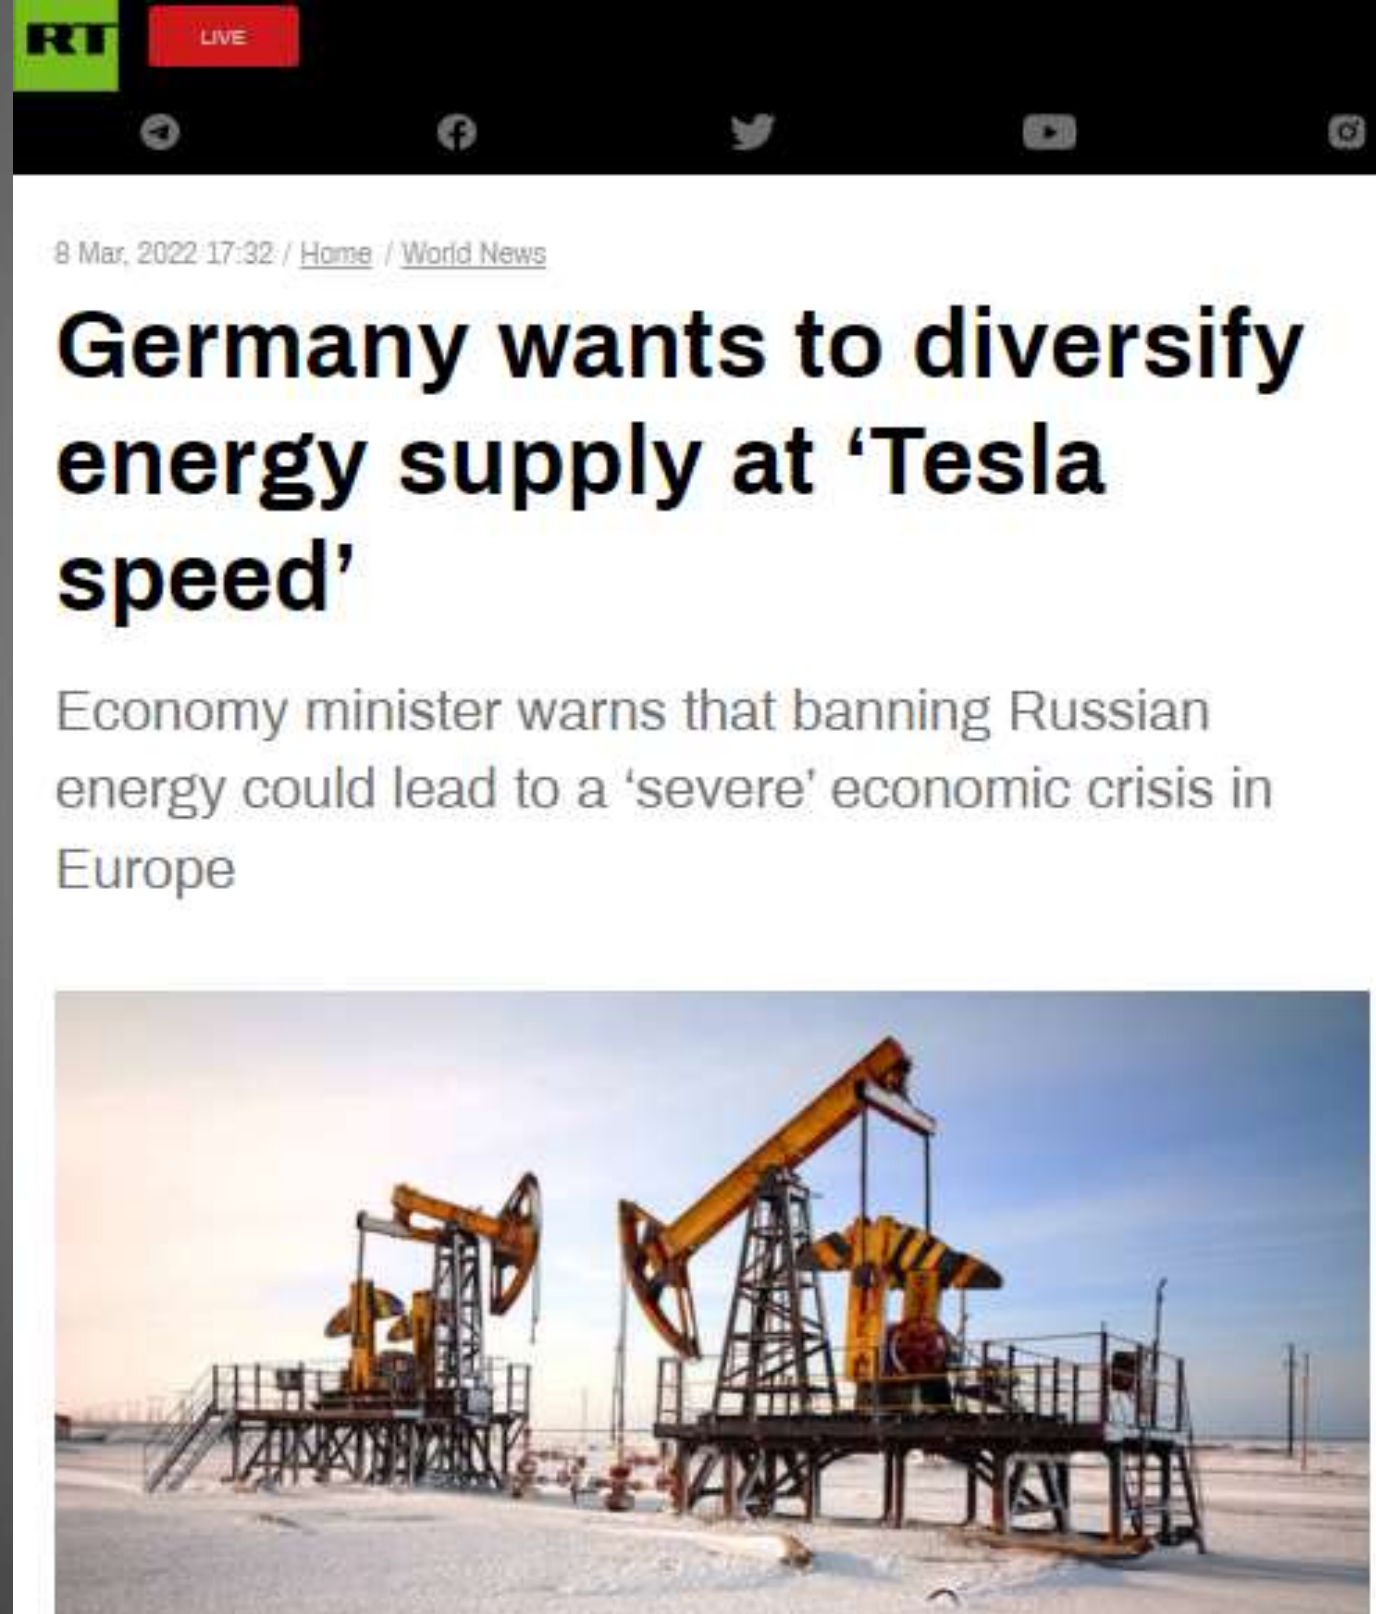 RT
LIVE
8 Mar, 2022 17:32 / Home / World News
Germany wants to diversify
energy supply at ‘Tesla
speed’
Economy minister warns that banning Russian
energy could lead to a ‘severe’ economic crisis in
Europe